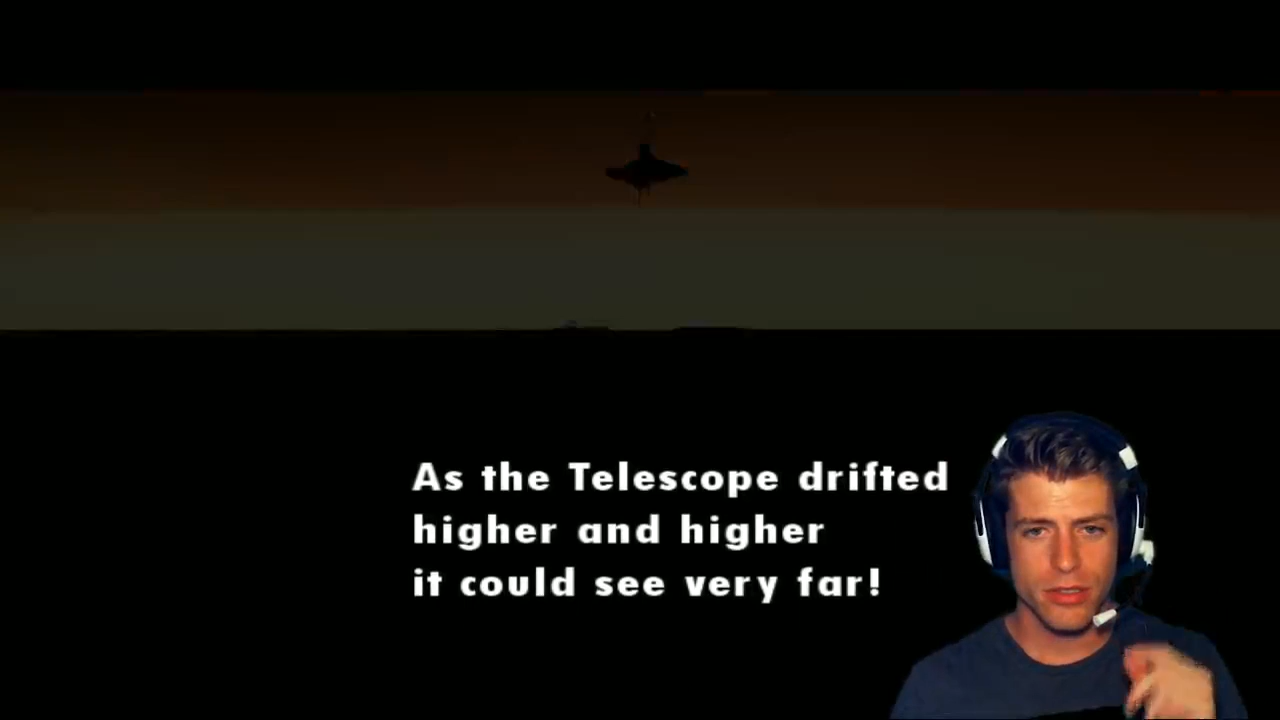 As the Telescope drifted
higher and higher
it could see very far!